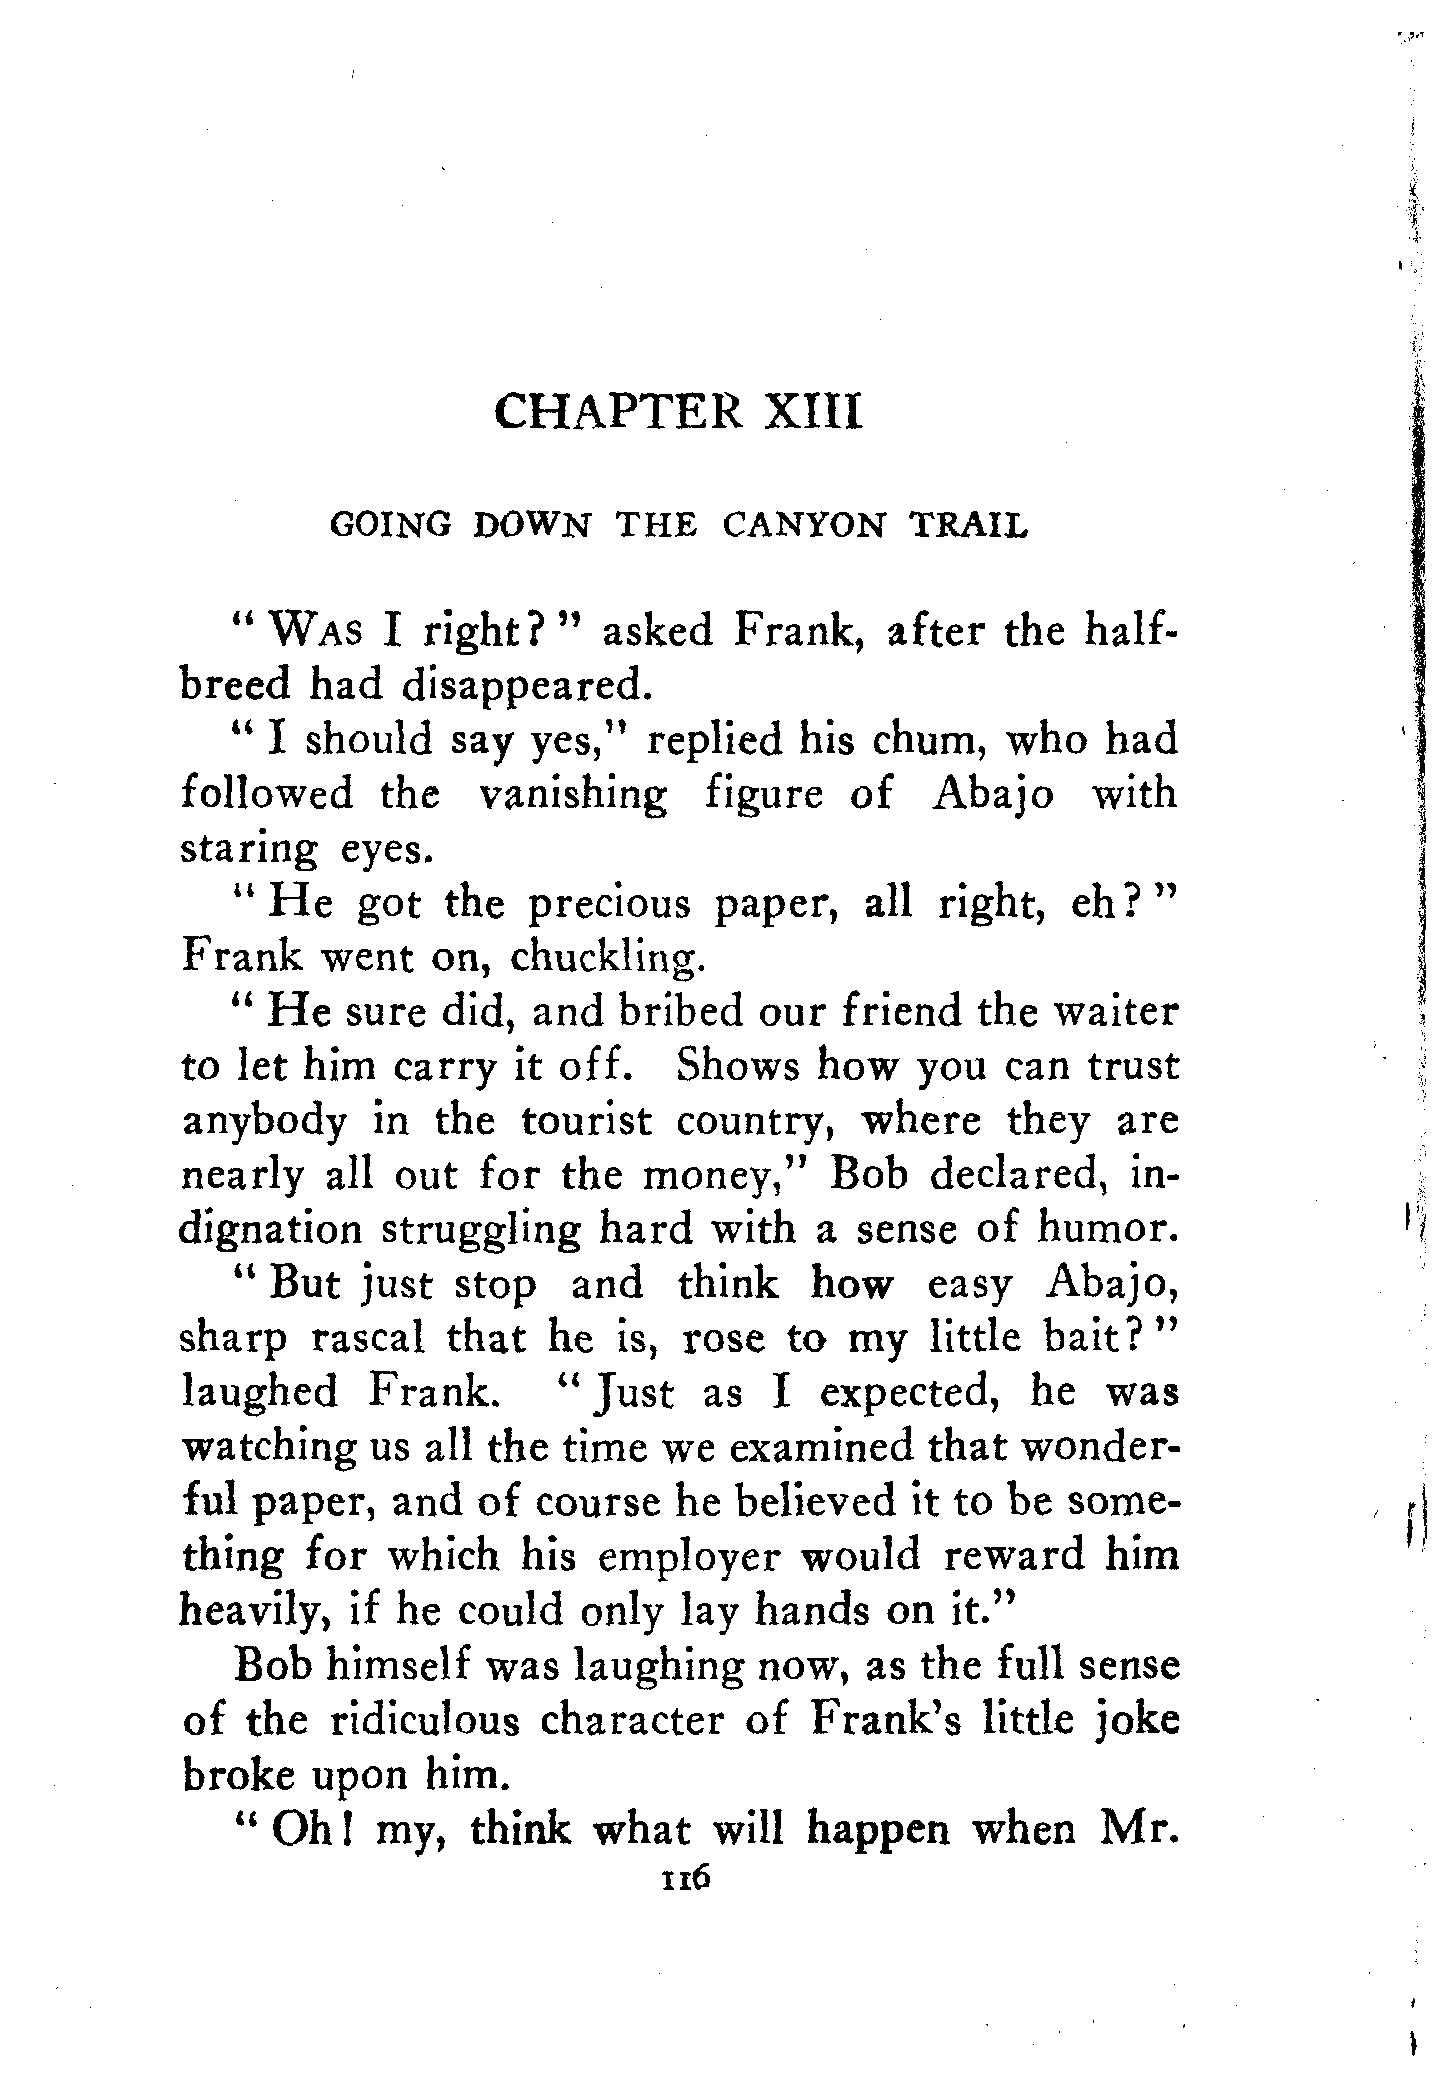 CHAPTER XIII
GOING DOWN THE CANYON TRAIL
“ WAS I right? ” asked Frank, after the half-
breed had disappeared.
“ I should say yes,” replied his chum, who had
followed the vanishing figure of Abajo with
staring eyes.
“ He got the precious paper, all right, eh? ”
Frank went on, chuckling.
“ He sure did, and bribed our friend the waiter
to let him carry it off. Shows how you can trust
anybody in the tourist country, where they are
nearly all out for the money,” Bob declared, in-
dignation struggling hard with a sense of humor.
“ But just stop and think how easy Abajo,
sharp rascal that he is, rose to my little bait? ”
laughed Frank. “ Just as I expected, he was
watching us all the time we examined that wonder-
ful paper, and of course he believed it to be some-
thing for which his employer would reward him
heavily, if he could only lay hands on it.”
Bob himself was laughing now, as the full sense
of the ridiculous character of Frank’s little joke
broke upon him.
“ Oh! my, think what will happen when Mr.
116